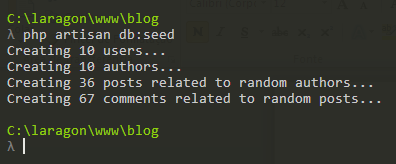 C:\laragon\www\blog
λ php artisan db:seed
Creating 10 users...
Creating 10 authors...
Creating 36 posts related to random authors...
Creating 67 comments related to random posts...
C:\laragon\www\blog
λ